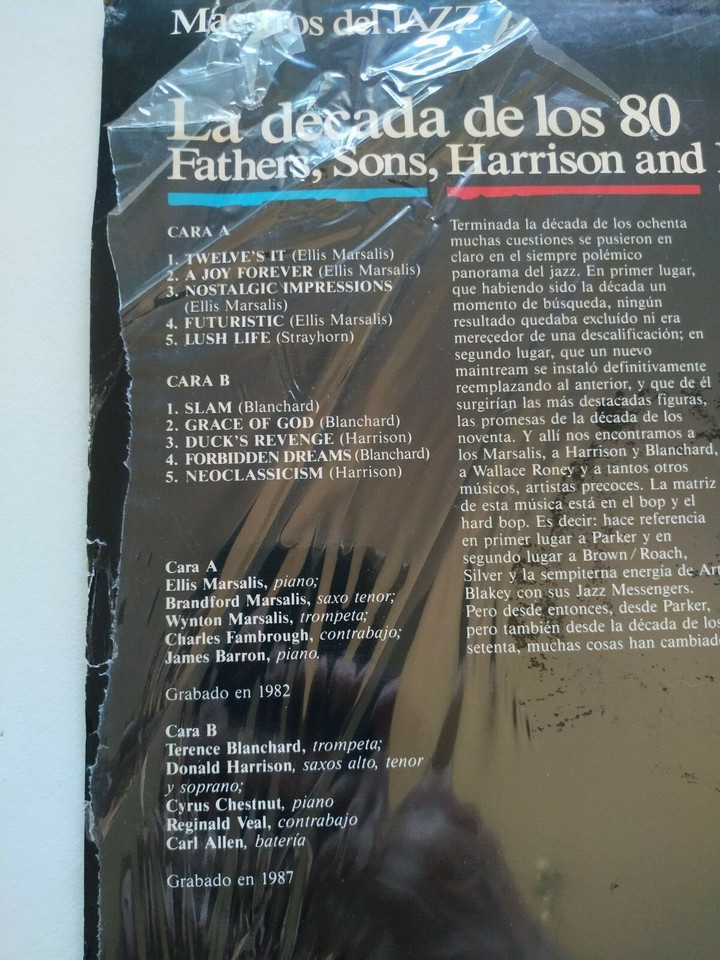 Maestros del JAZZ
La década de los 80
Fathers, Sons, Harrison and
CARA A
1. TWELVE'S IT (Ellis Marsalis)
2. A JOY FOREVER (Ellis Marsalis)
3. NOSTALGIC IMPRESSIONS
(Ellis Marsalis)
4. FUTURISTIC (Ellis Marsalis)
5. LUSH LIFE (Strayhorn)
CARA B
1. SLAM (Blanchard)
2. GRACE OF GOD (Blanchard)
3. DUCK'S REVENGE (Harrison)
4. FORBIDDEN DREAMS (Blanchard)
5. NEOCLASSICISM (Harrison)
Cara A
Ellis Marsalis, piano;
Brandford Marsalis, saxo tenor;
Wynton Marsalis, trompeta;
Charles Fambrough, contrabajo;
James Barron, piano.
Grabado en 1982
Cara B
Terence Blanchard, trompeta;
Donald Harrison, saxos alto, tenor
y soprano;
Cyrus Chestnut, piano
Reginald Veal, contrabajo
Carl Allen, batería
Grabado en 1987
Terminada la década de los ochenta
muchas cuestiones se pusieron en
claro en el siempre polémico
panorama del jazz. En primer lugar,
que habiendo sido la década un
momento de búsqueda, ningún
resultado quedaba excluído ni era
merecedor de una descalificación; en
segundo lugar, que un nuevo
maintream se instaló definitivamente
reemplazando al anterior, y que de él
surgirían las más destacadas figuras,
las promesas de la década de los
noventa. Y allí nos encontramos a
los Marsalis, a Harrison y Blanchard,
a Wallace Roney y a tantos otros
músicos, artistas precoces. La matriz
de esta música está en el bop y el
hard bop. Es decir: hace referencia
en primer lugar a Parker y en
segundo lugar a Brown/Roach,
Silver y la sempiterna energía de Art
Blakey con sus Jazz Messengers.
Pero desde entonces, desde Parker,
pero también desde la década de los
setenta, muchas cosas han cambiado